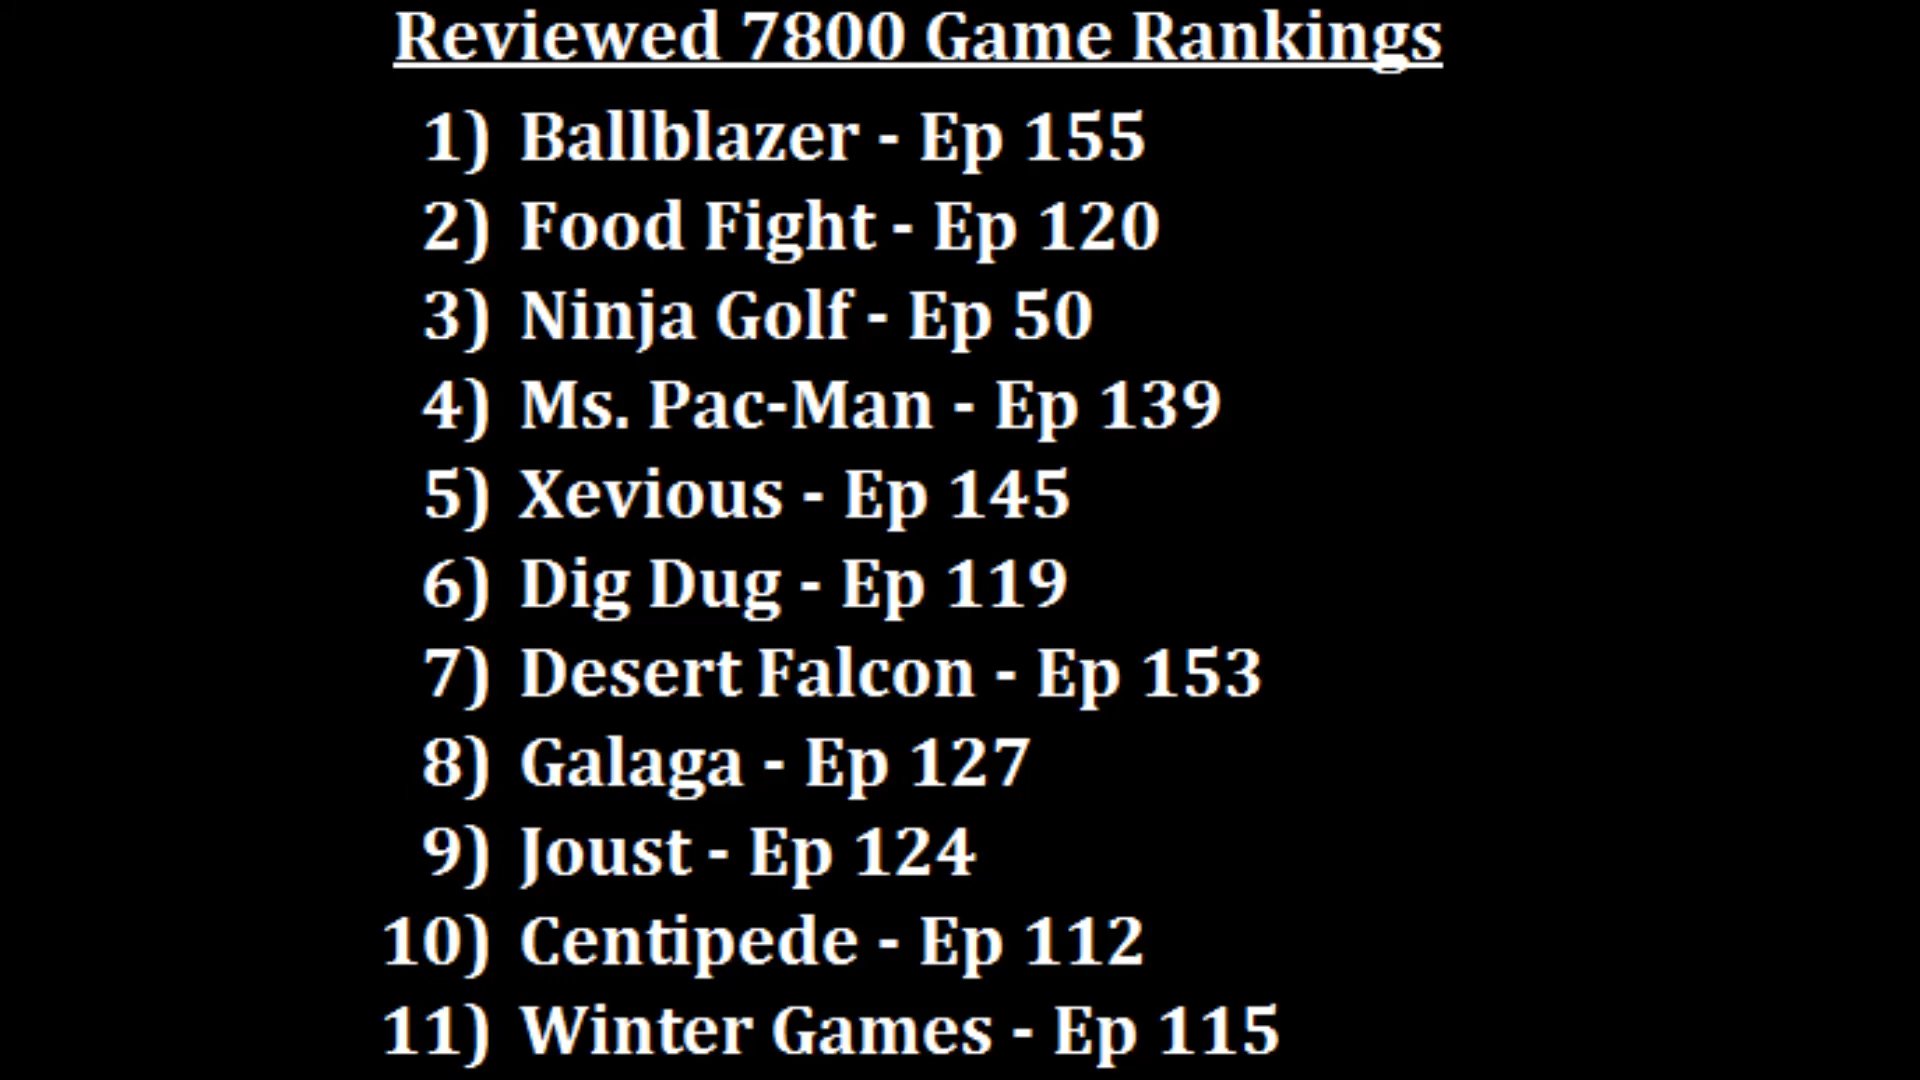 Reviewed 7800 Game Rankings
1) Ballblazer - Ep 155
2) Food Fight - Ep 120
3) Ninja Golf - Ep 50
4) Ms. Pac-Man - Ep 139
5) Xevious - Ep 145
6) Dig Dug - Ep 119
7) Desert Falcon - Ep 153
8) Galaga - Ep 127
9) Joust - Ep 124
10) Centipede - Ep 112
11) Winter Games - Ep 115